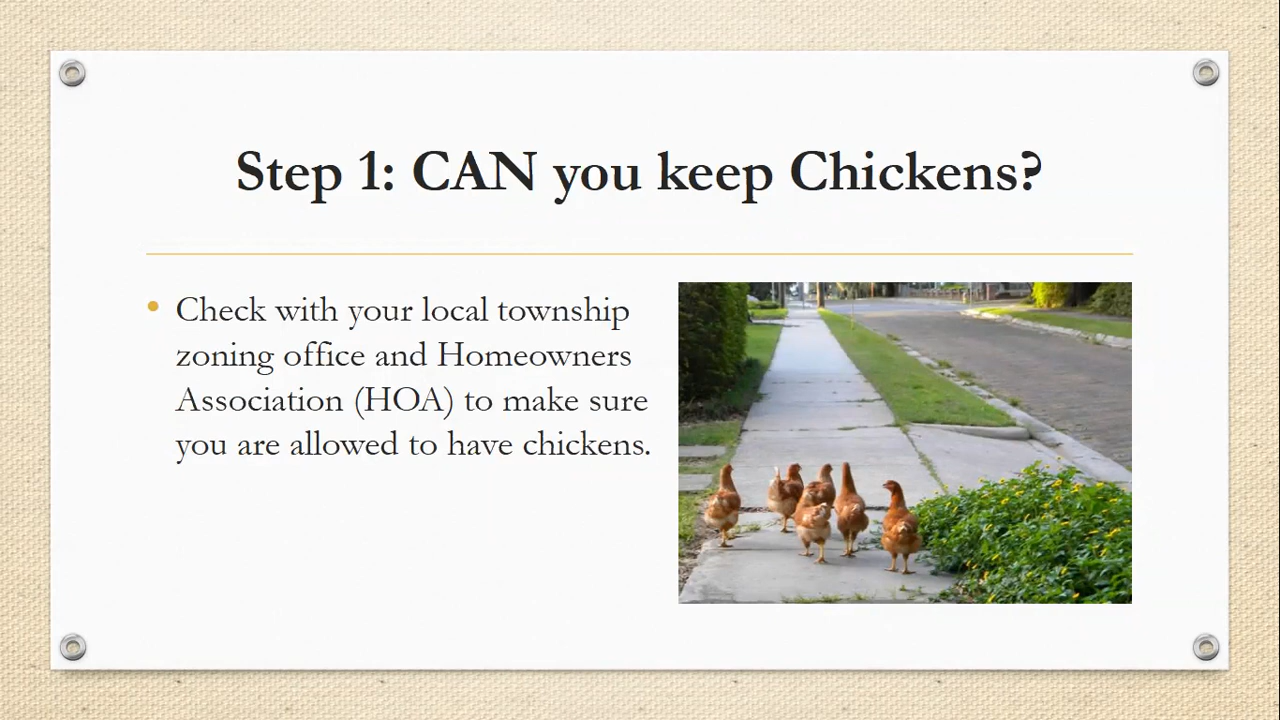 Step 1: CAN you keep Chickens?
• Check with your local township
zoning office and Homeowners
Association (HOA) to make sure
you are allowed to have chickens.